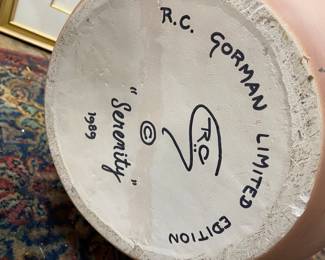 R.C. GORMAN LIMITED EDITION
R.C.
©
"Serenity"
1989